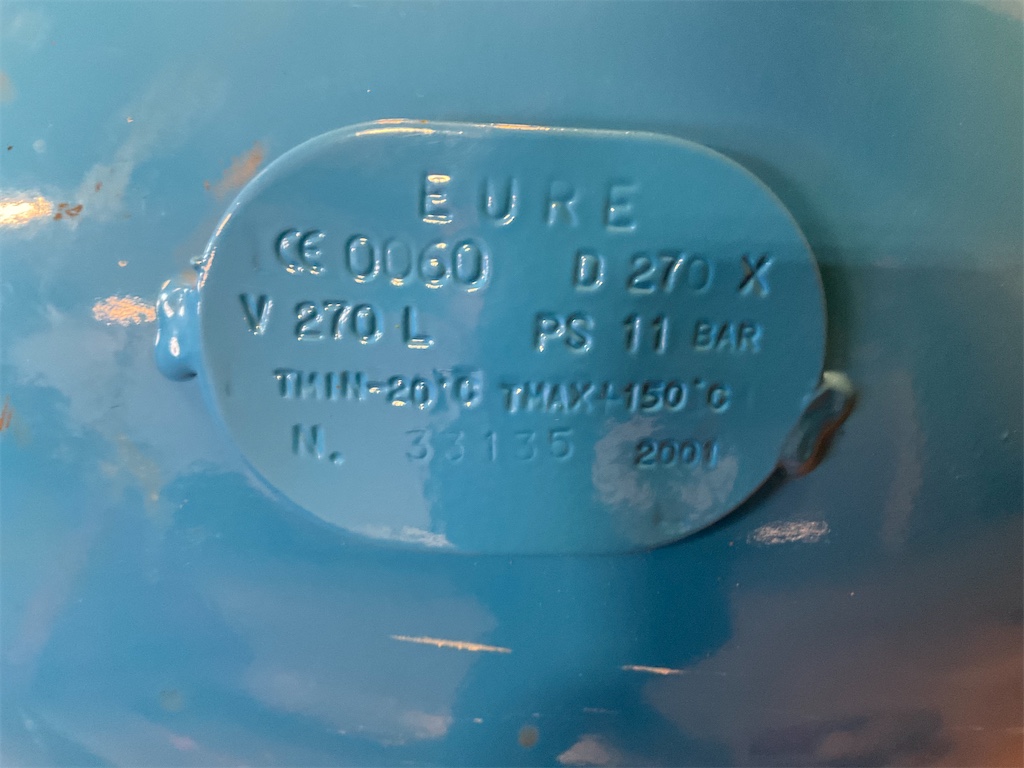 EURE
CE 0060 D 270 X
V 270 L PS 11 BAR
TMIN-20°C TMAX+150°C
N. 33135 2001